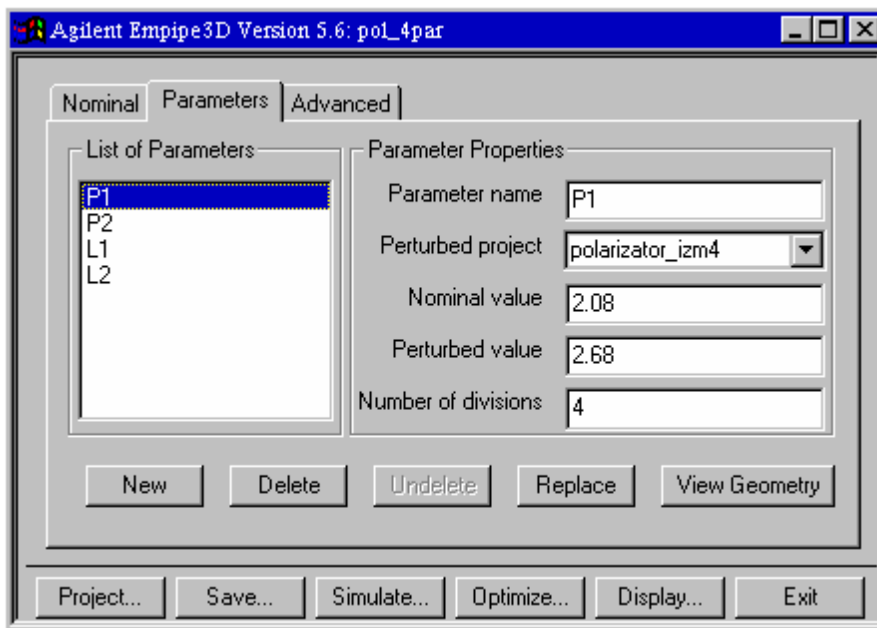 Agilent Empipe3D Version 5.6: pol_4par
Nominal Parameters Advanced
List of Parameters
P1
P2
L1
L2
Parameter Properties
Parameter name P1
Perturbed project polarizator_izm4
Nominal value 2.08
Perturbed value 2.68
Number of divisions 4
New Delete Undelete Replace View Geometry
Project... Save... Simulate... Optimize... Display... Exit